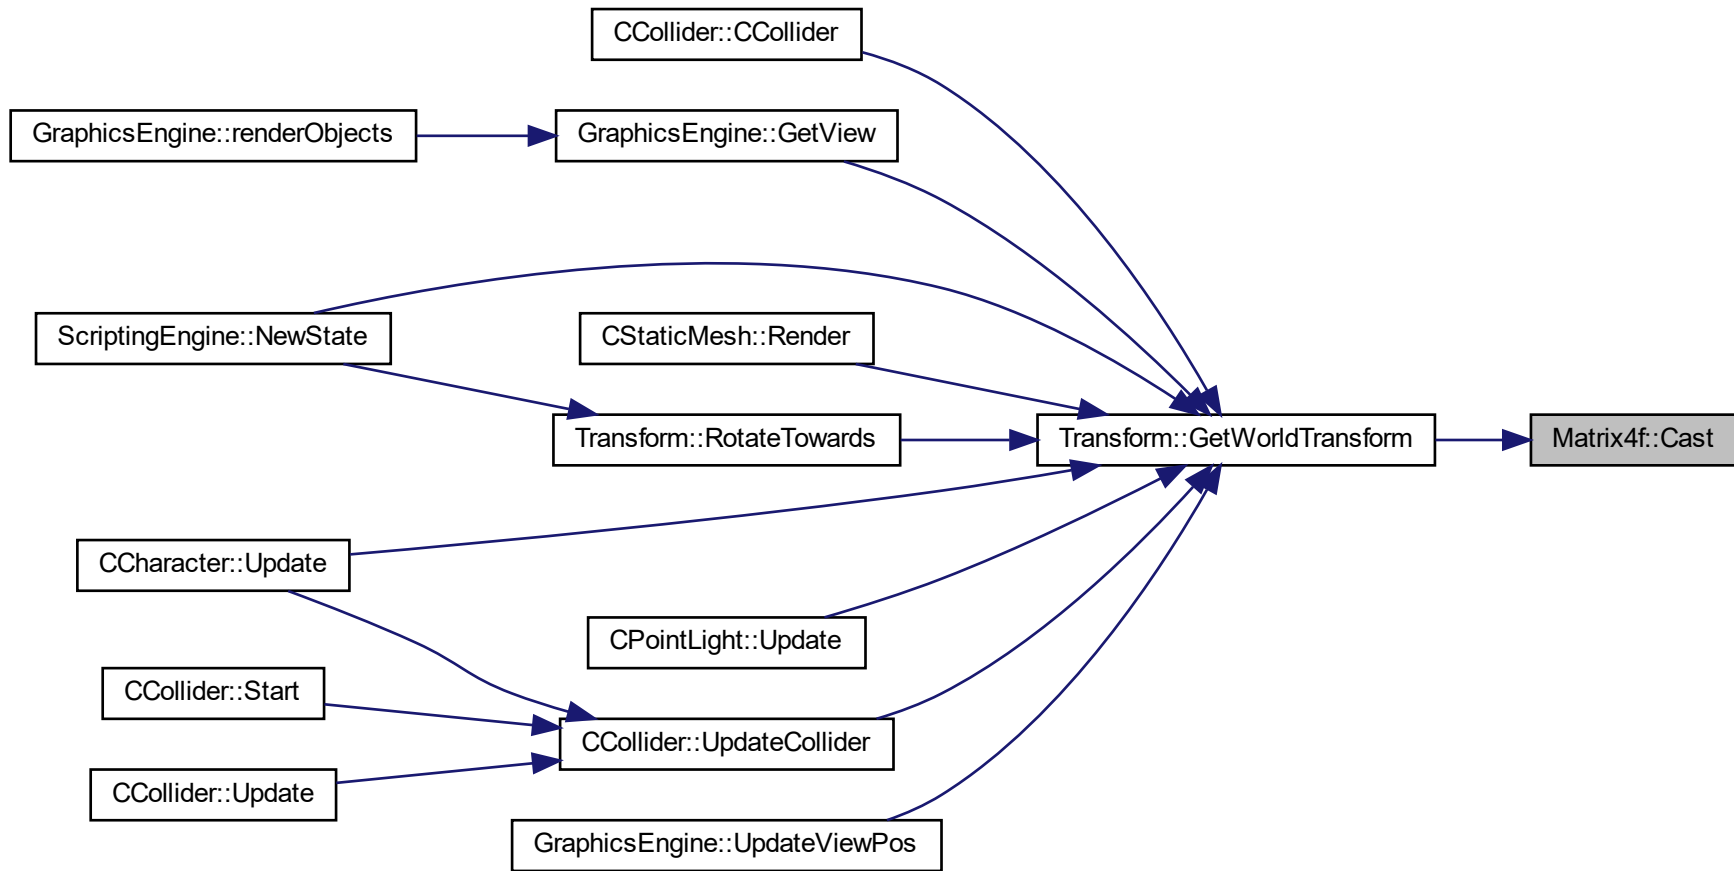 CCollider::CCollider
GraphicsEngine::renderObjects
GraphicsEngine::GetView
ScriptingEngine::NewState
CStaticMesh::Render
Transform::RotateTowards
Transform::GetWorldTransform
Matrix4f::Cast
CCharacter::Update
CPointLight::Update
CCollider::Start
CCollider::UpdateCollider
CCollider::Update
GraphicsEngine::UpdateViewPos